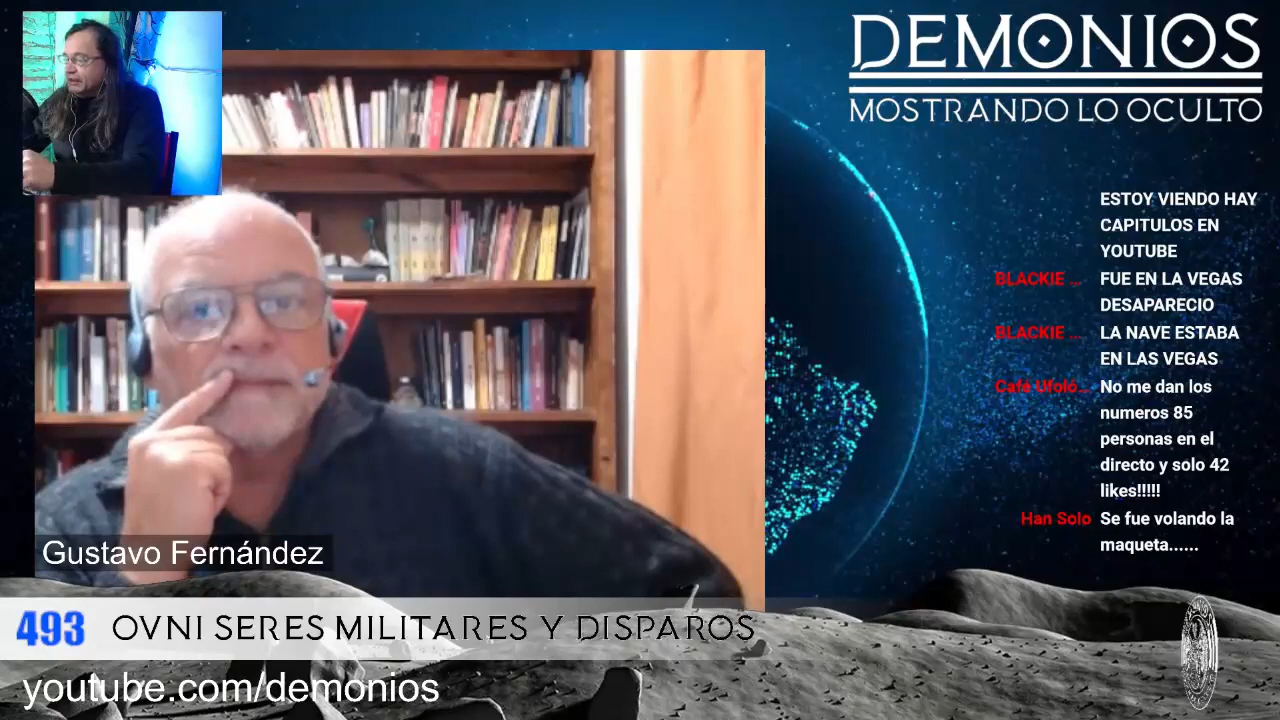 DEMONIOS
MOSTRANDO LO OCULTO
ESTOY VIENDO HAY
CAPITULOS EN
YOUTUBE
BLACKIE ... FUE EN LA VEGAS
DESAPARECIO
BLACKIE ... LA NAVE ESTABA
EN LAS VEGAS
Café Ufoló... No me dan los
numeros 85
personas en el
directo y solo 42
likes!!!!!
Han Solo Se fue volando la
maqueta......
Gustavo Fernández
493 OVNI SERES MILITARES Y DISPAROS
youtube.com/demonios